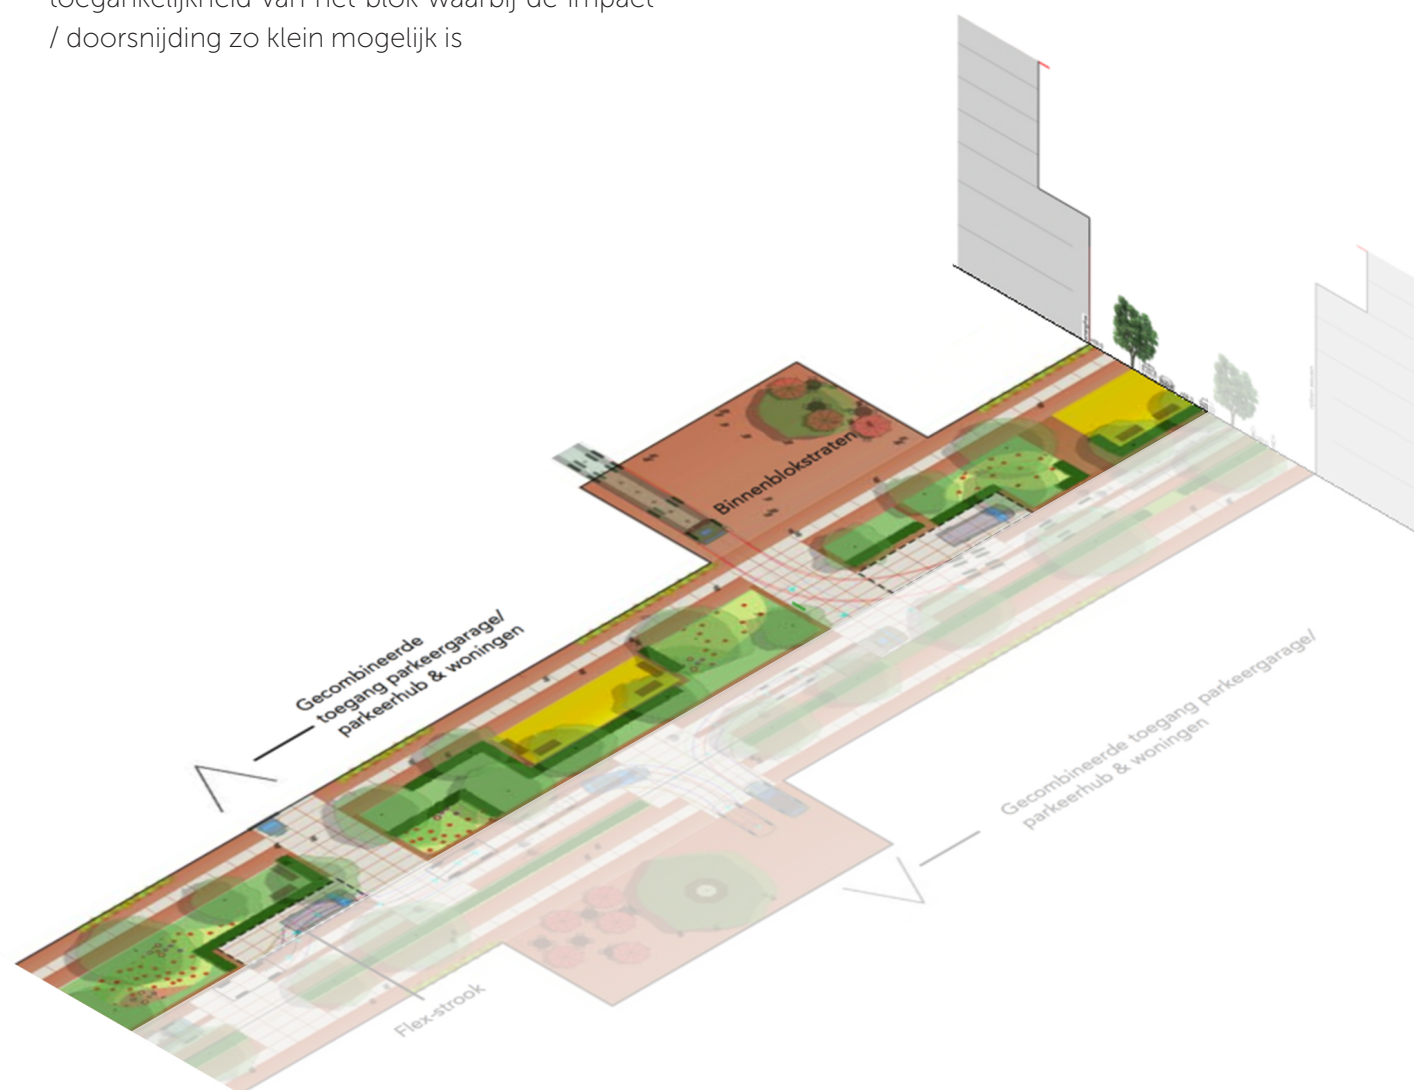 toegankelijkheid van het blok waarbij de impact
/ doorsnijding zo klein mogelijk is
Binnenblokstraten
Gecombineerde
toegang parkeergarage/
parkeerhub & woningen
Gecombineerde toegang parkeergarage/
parkeerhub & woningen
Flex-strook